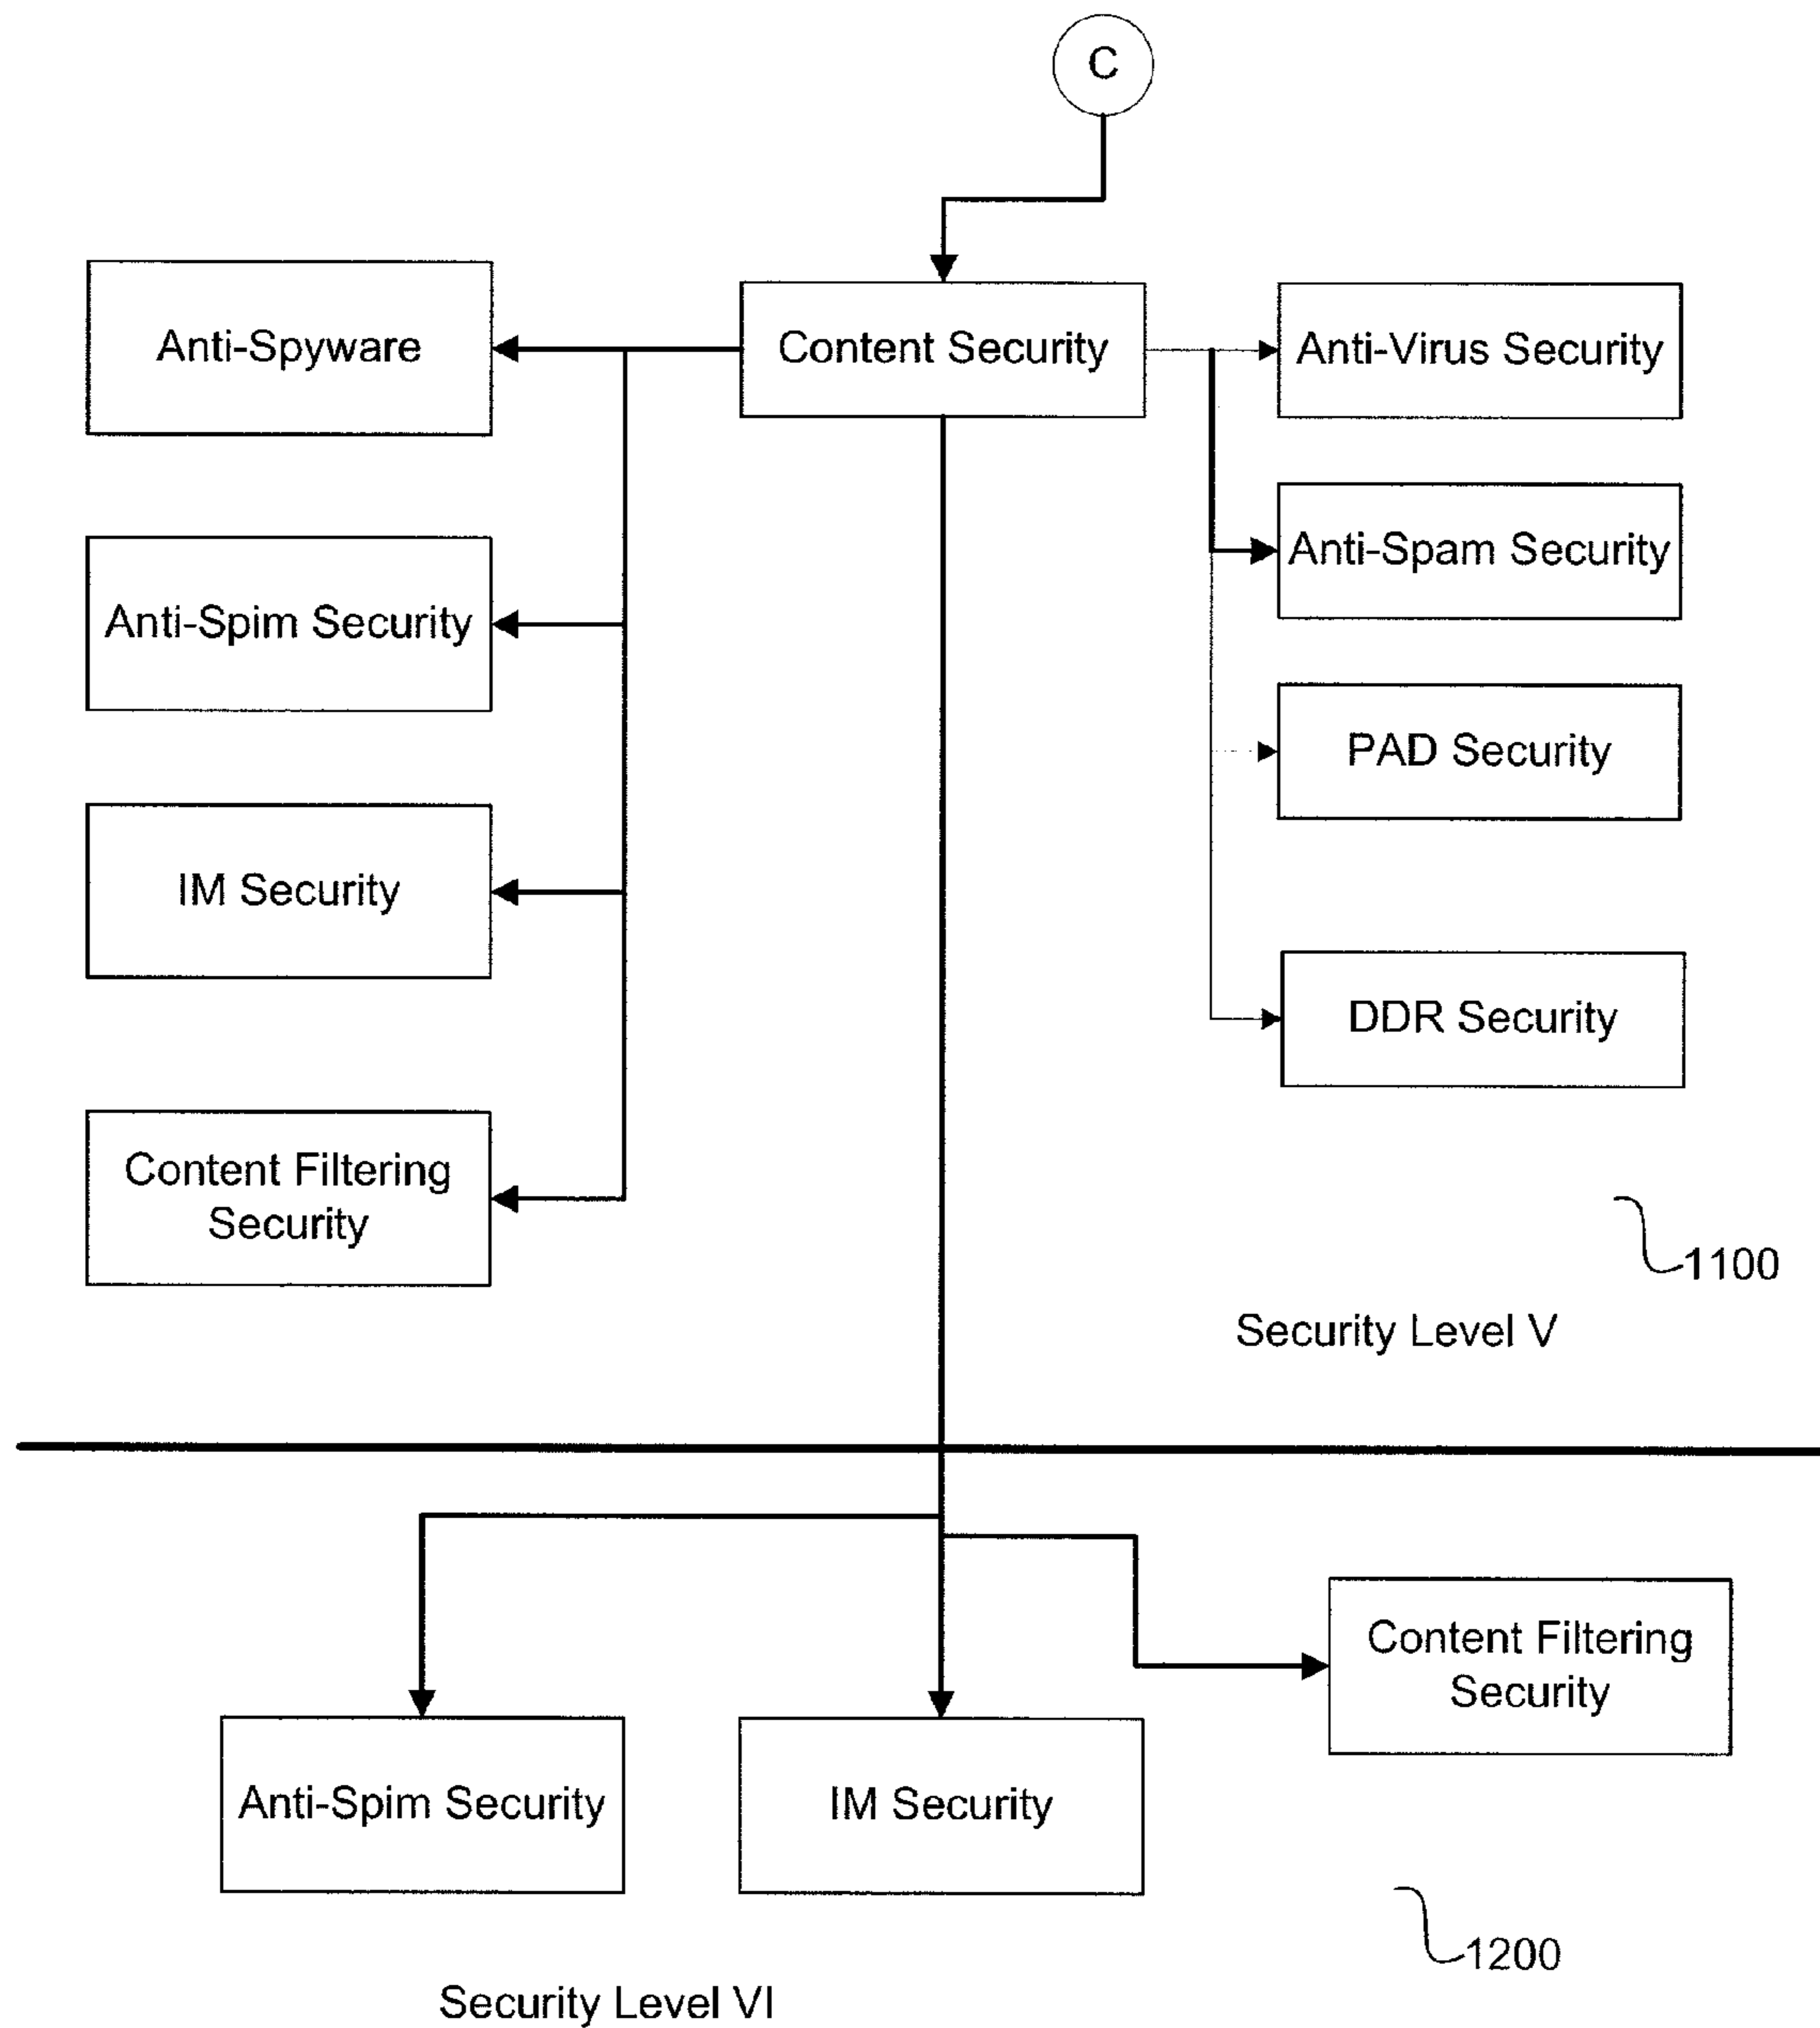 C
Anti-Spyware
Content Security
Anti-Virus Security
Anti-Spam Security
Anti-Spim Security
PAD Security
IM Security
DDR Security
Content Filtering
Security
1100
Security Level V
Content Filtering
Security
Anti-Spim Security
IM Security
1200
Security Level VI